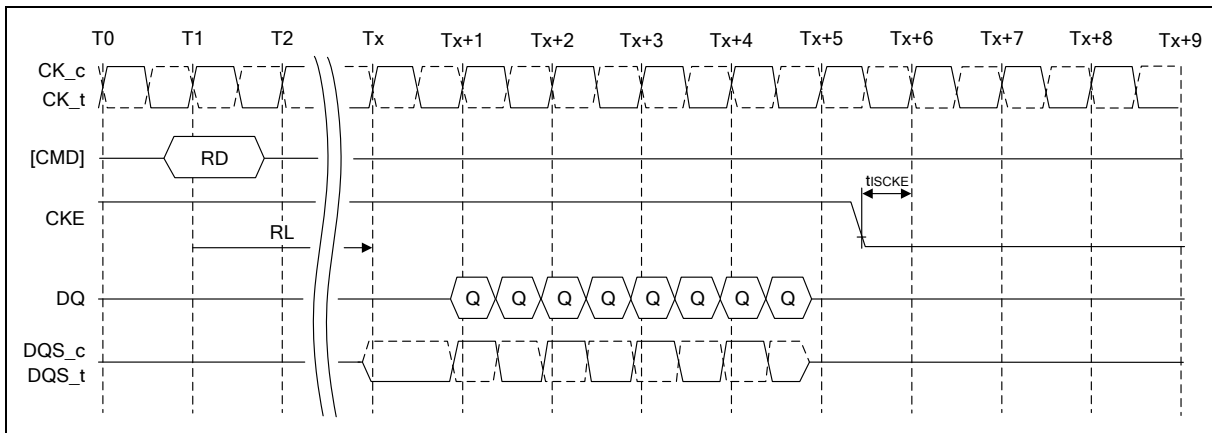 T0 T1 T2 Tx Tx+1 Tx+2 Tx+3 Tx+4 Tx+5 Tx+6 Tx+7 Tx+8 Tx+9
CK_c
CK_t
[CMD] RD
tISCKE
CKE
RL
DQ Q Q Q Q Q Q Q Q
DQS_c
DQS_t